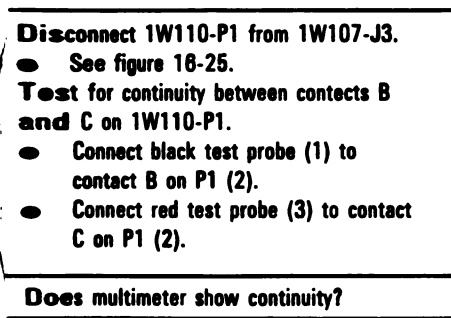 Disconnect 1W110-P1 from 1W107-J3.
● See figure 16-25.
Test for continuity between contects B
and C on 1W110-P1.
● Connect black test probe (1) to
contact B on P1 (2).
● Connect red test probe (3) to contact
C on P1 (2).
Does multimeter show continuity?